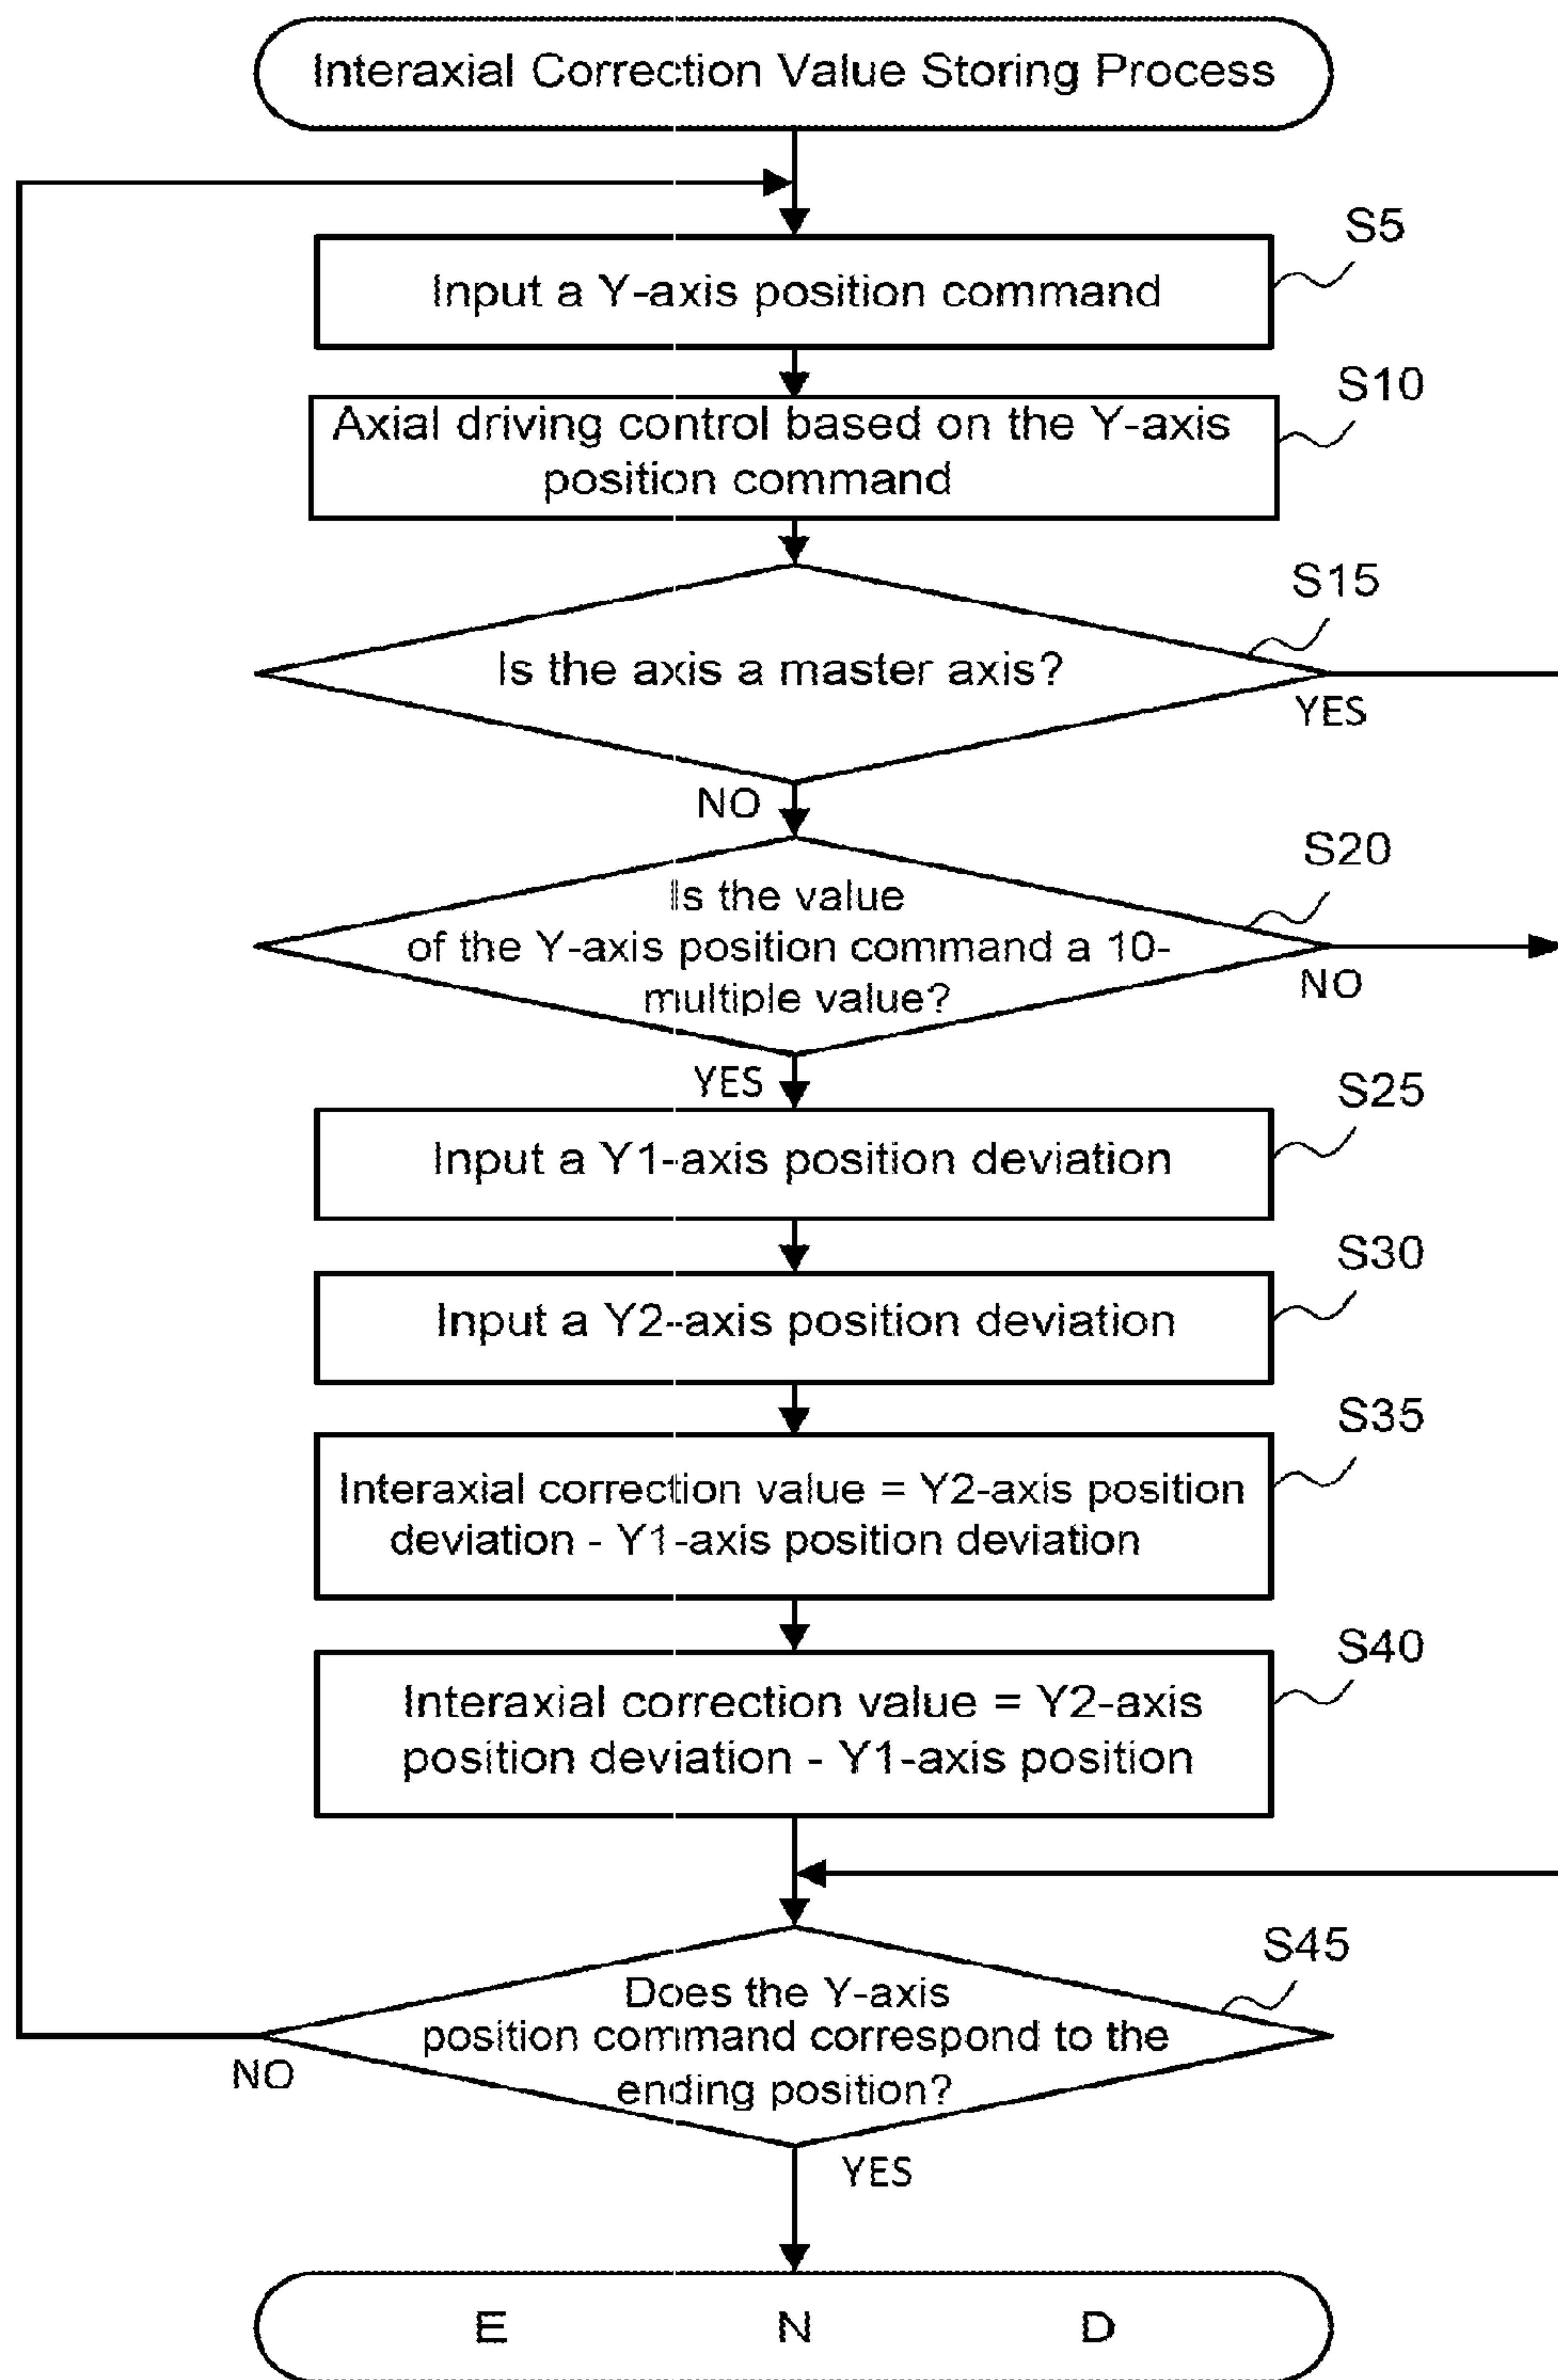 Interaxial Correction Value Storing Process
S5
Input a Y-axis position command
S10
Axial driving control based on the Y-axis
position command
S15
Is the axis a master axis?
YES
NO
S20
Is the value
of the Y-axis position command a 10-
multiple value?
NO
YES
S25
Input a Y1-axis position deviation
S30
Input a Y2-axis position deviation
S35
Interaxial correction value = Y2-axis position
deviation - Y1-axis position deviation
S40
Interaxial correction value = Y2-axis
position deviation - Y1-axis position
S45
Does the Y-axis
position command correspond to the
ending position?
NO
YES
E N D